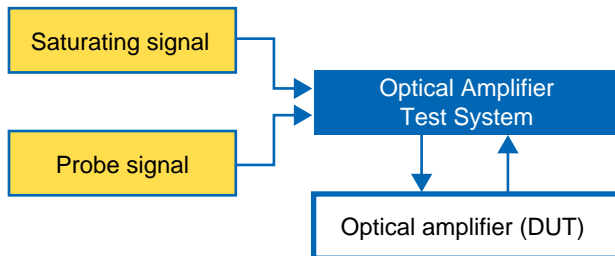 Saturating signal
Optical Amplifier
Test System
Probe signal
Optical amplifier (DUT)